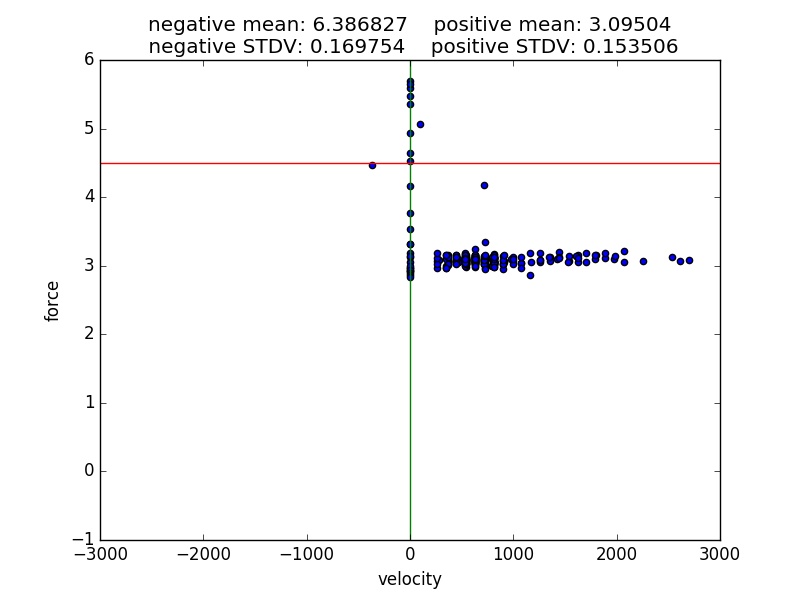 negative mean: 6.386827 positive mean: 3.09504
negative STDV: 0.169754 positive STDV: 0.153506
6
5
4
3
2
1
0
−1
force
−3000 −2000 −1000 0 1000 2000 3000
velocity